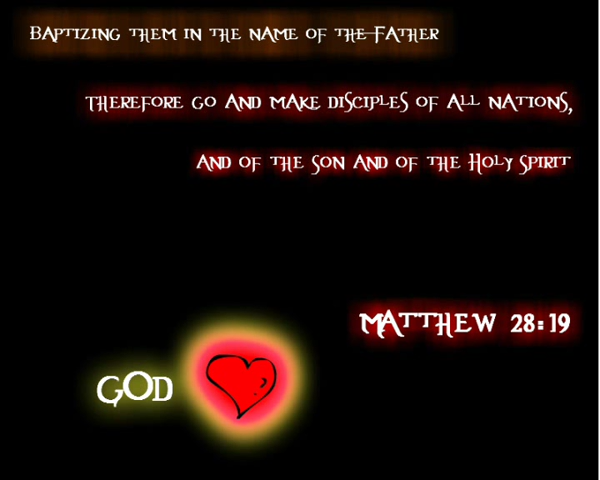 Baptizing them in the name of the Father
Therefore go and make disciples of all nations,
and of the Son and of the Holy Spirit
Matthew 28:19
God